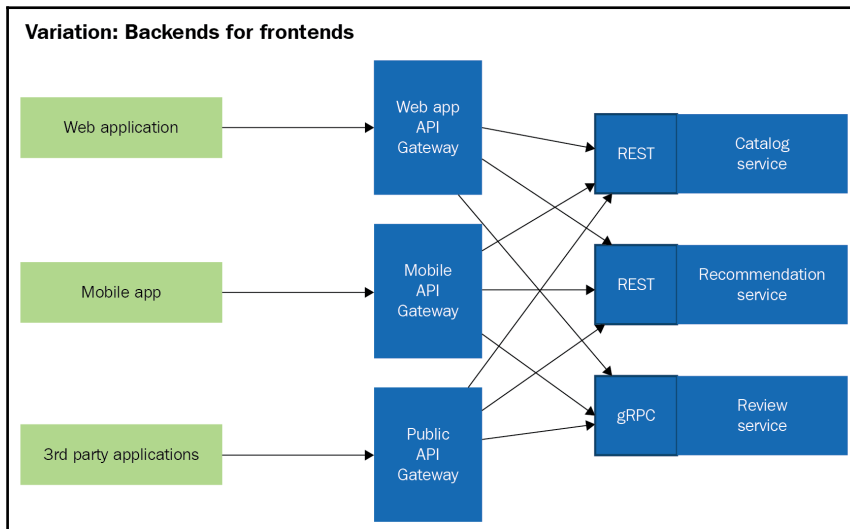 Variation: Backends for frontends
Web application
Web app
API
Gateway
REST
Catalog
service
Mobile app
Mobile
API
Gateway
REST
Recommendation
service
3rd party applications
Public
API
Gateway
gRPC
Review
service